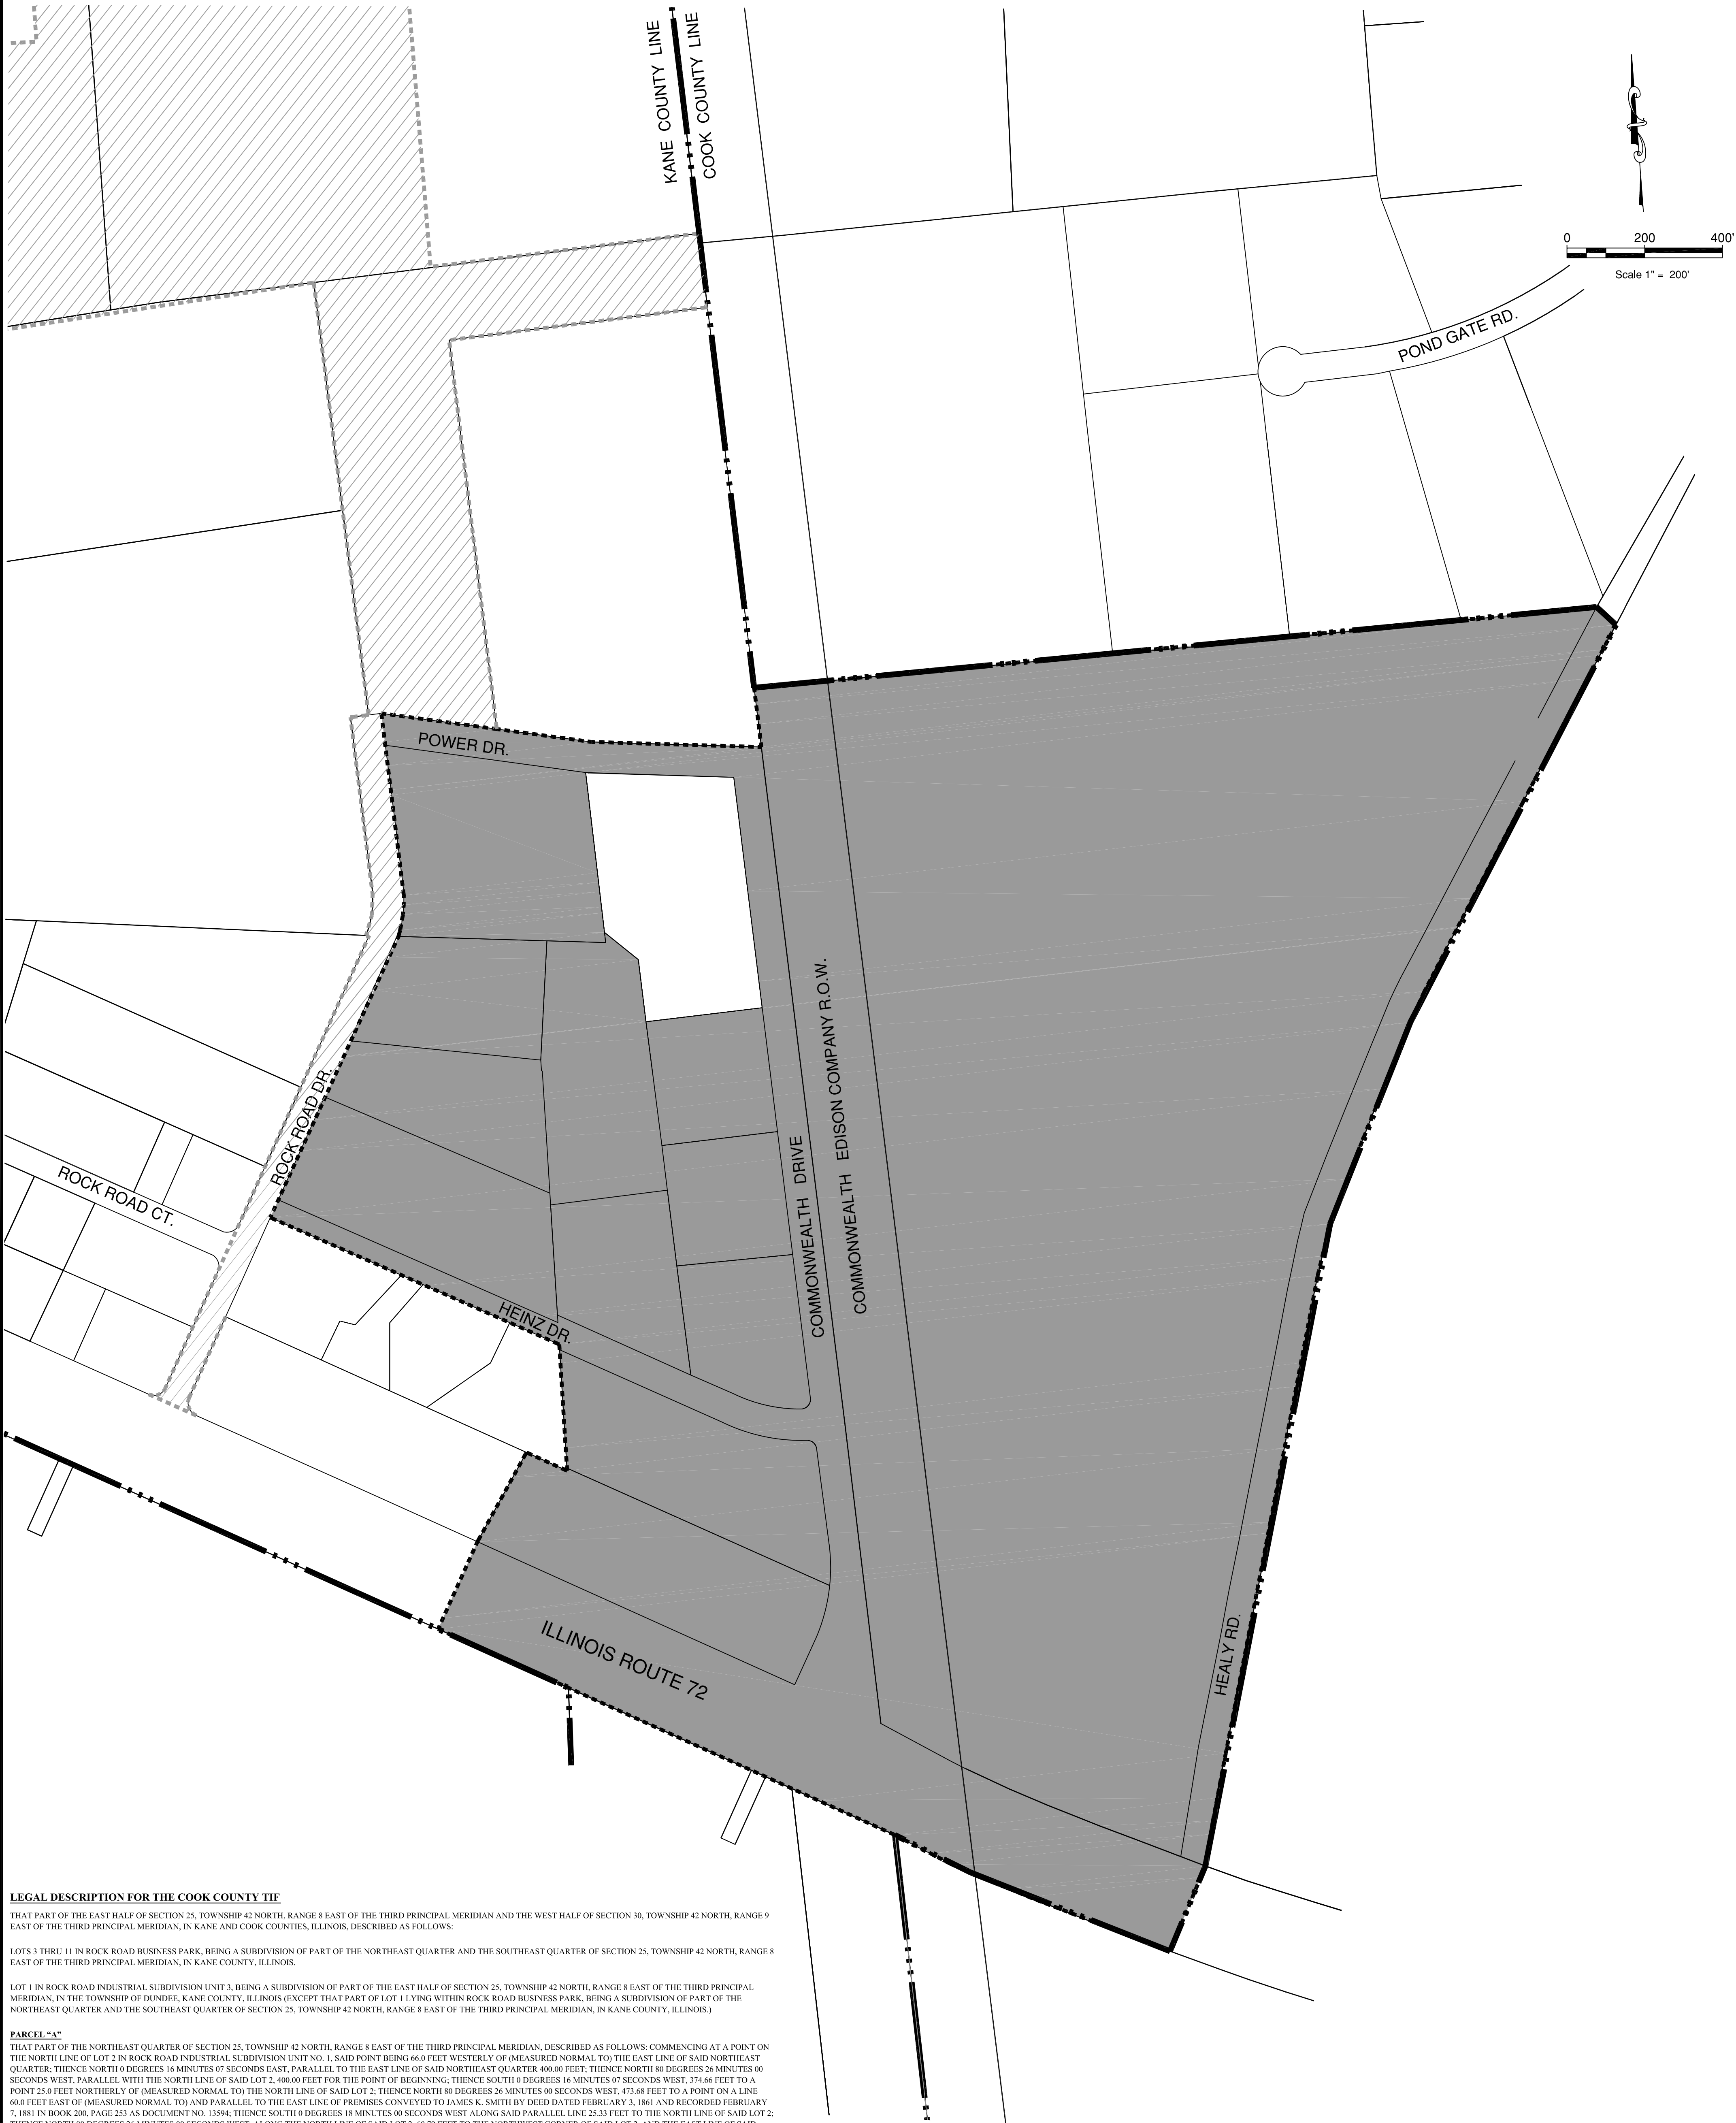 KANE COUNTY LINE
COOK COUNTY LINE
0 200 400'
Scale 1" = 200'
POND GATE RD.
POWER DR.
ROCK ROAD DR.
ROCK ROAD CT.
HEINZ DR.
COMMONWEALTH DRIVE
COMMONWEALTH EDISON COMPANY R.O.W.
HEALY RD.
ILLINOIS ROUTE 72
LEGAL DESCRIPTION FOR THE COOK COUNTY TIF
THAT PART OF THE EAST HALF OF SECTION 25, TOWNSHIP 42 NORTH, RANGE 8 EAST OF THE THIRD PRINCIPAL MERIDIAN AND THE WEST HALF OF SECTION 30, TOWNSHIP 42 NORTH, RANGE 9
EAST OF THE THIRD PRINCIPAL MERIDIAN, IN KANE AND COOK COUNTIES, ILLINOIS, DESCRIBED AS FOLLOWS:
LOTS 3 THRU 11 IN ROCK ROAD BUSINESS PARK, BEING A SUBDIVISION OF PART OF THE NORTHEAST QUARTER AND THE SOUTHEAST QUARTER OF SECTION 25, TOWNSHIP 42 NORTH, RANGE 8
EAST OF THE THIRD PRINCIPAL MERIDIAN, IN KANE COUNTY, ILLINOIS.
LOT 1 IN ROCK ROAD INDUSTRIAL SUBDIVISION UNIT 3, BEING A SUBDIVISION OF PART OF THE EAST HALF OF SECTION 25, TOWNSHIP 42 NORTH, RANGE 8 EAST OF THE THIRD PRINCIPAL
MERIDIAN, IN THE TOWNSHIP OF DUNDEE, KANE COUNTY, ILLINOIS (EXCEPT THAT PART OF LOT 1 LYING WITHIN ROCK ROAD BUSINESS PARK, BEING A SUBDIVISION OF PART OF THE
NORTHEAST QUARTER AND THE SOUTHEAST QUARTER OF SECTION 25, TOWNSHIP 42 NORTH, RANGE 8 EAST OF THE THIRD PRINCIPAL MERIDIAN, IN KANE COUNTY, ILLINOIS.)
PARCEL “A”
THAT PART OF THE NORTHEAST QUARTER OF SECTION 25, TOWNSHIP 42 NORTH, RANGE 8 EAST OF THE THIRD PRINCIPAL MERIDIAN, DESCRIBED AS FOLLOWS: COMMENCING AT A POINT ON
THE NORTH LINE OF LOT 2 IN ROCK ROAD INDUSTRIAL SUBDIVISION UNIT NO. 1, SAID POINT BEING 66.0 FEET WESTERLY OF (MEASURED NORMAL TO) THE EAST LINE OF SAID NORTHEAST
QUARTER; THENCE NORTH 0 DEGREES 16 MINUTES 07 SECONDS EAST, PARALLEL TO THE EAST LINE OF SAID NORTHEAST QUARTER 400.00 FEET; THENCE NORTH 80 DEGREES 26 MINUTES 00
SECONDS WEST, PARALLEL WITH THE NORTH LINE OF SAID LOT 2, 400.00 FEET FOR THE POINT OF BEGINNING; THENCE SOUTH 0 DEGREES 16 MINUTES 07 SECONDS WEST, 374.66 FEET TO A
POINT 25.0 FEET NORTHERLY OF (MEASURED NORMAL TO) THE NORTH LINE OF SAID LOT 2; THENCE NORTH 80 DEGREES 26 MINUTES 00 SECONDS WEST, 473.68 FEET TO A POINT ON A LINE
60.0 FEET EAST OF (MEASURED NORMAL TO) AND PARALLEL TO THE EAST LINE OF PREMISES CONVEYED TO JAMES K. SMITH BY DEED DATED FEBRUARY 3, 1861 AND RECORDED FEBRUARY
7, 1881 IN BOOK 200, PAGE 253 AS DOCUMENT NO. 13594; THENCE SOUTH 0 DEGREES 18 MINUTES 00 SECONDS WEST ALONG SAID PARALLEL LINE 25.33 FEET TO THE NORTH LINE OF SAID LOT 2;